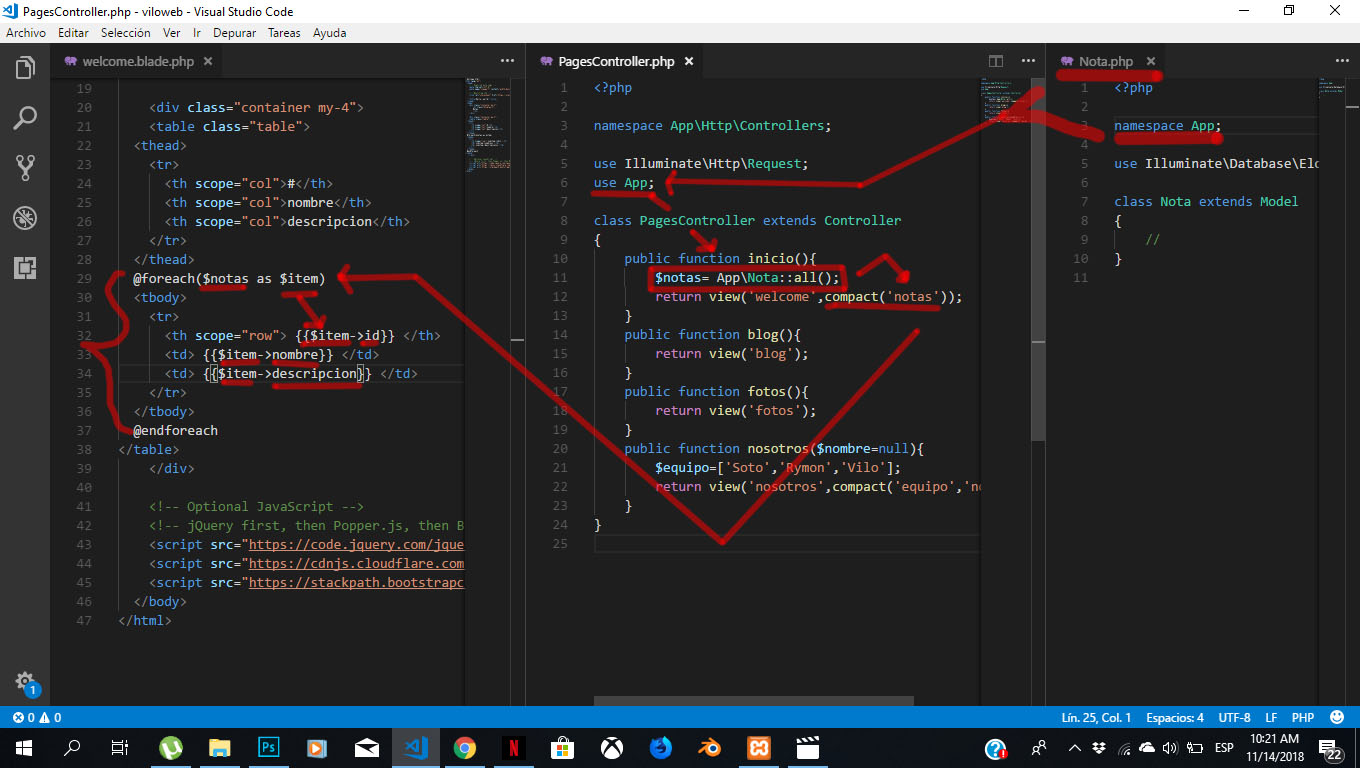 PagesController.php - viloweb - Visual Studio Code
Archivo Editar Selección Ver Ir Depurar Tareas Ayuda
welcome.blade.php
19
20 <div class="container my-4">
21 <table class="table">
22 <thead>
23 <tr>
24 <th scope="col">#</th>
25 <th scope="col">nombre</th>
26 <th scope="col">descripcion</th>
27 </tr>
28 </thead>
29 @foreach($notas as $item)
30 <tbody>
31 <tr>
32 <th scope="row"> {{$item->id}} </th>
33 <td> {{$item->nombre}} </td>
34 <td> {{$item->descripcion}} </td>
35 </tr>
36 </tbody>
37 @endforeach
38 </table>
39 </div>
40
41 <!-- Optional JavaScript -->
42 <!-- jQuery first, then Popper.js, then B
43 <script src="https://code.jquery.com/jque
44 <script src="https://cdnjs.cloudflare.com
45 <script src="https://stackpath.bootstrapc
46 </body>
47 </html>
PagesController.php
1 <?php
2
3 namespace App\Http\Controllers;
4
5 use Illuminate\Http\Request;
6 use App;
7
8 class PagesController extends Controller
9 {
10 public function inicio(){
11 $notas= App\Nota::all();
12 return view('welcome',compact('notas'));
13 }
14 public function blog(){
15 return view('blog');
16 }
17 public function fotos(){
18 return view('fotos');
19 }
20 public function nosotros($nombre=null){
21 $equipo=['Soto','Rymon','Vilo'];
22 return view('nosotros',compact('equipo','no
23 }
24 }
25
Nota.php
1 <?php
2
3 namespace App;
4
5 use Illuminate\Database\Elo
6
7 class Nota extends Model
8 {
9 //
10 }
11
1
0 0
Lín. 25, Col. 1 Espacios: 4 UTF-8 LF PHP
Ps
N
ESP
10:21 AM
11/14/2018
22